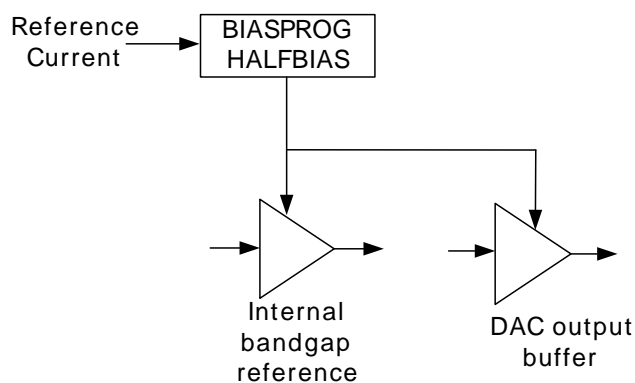 Reference
Current
BIASPROG
HALFBIAS
Internal
bandgap
reference
DAC output
buffer